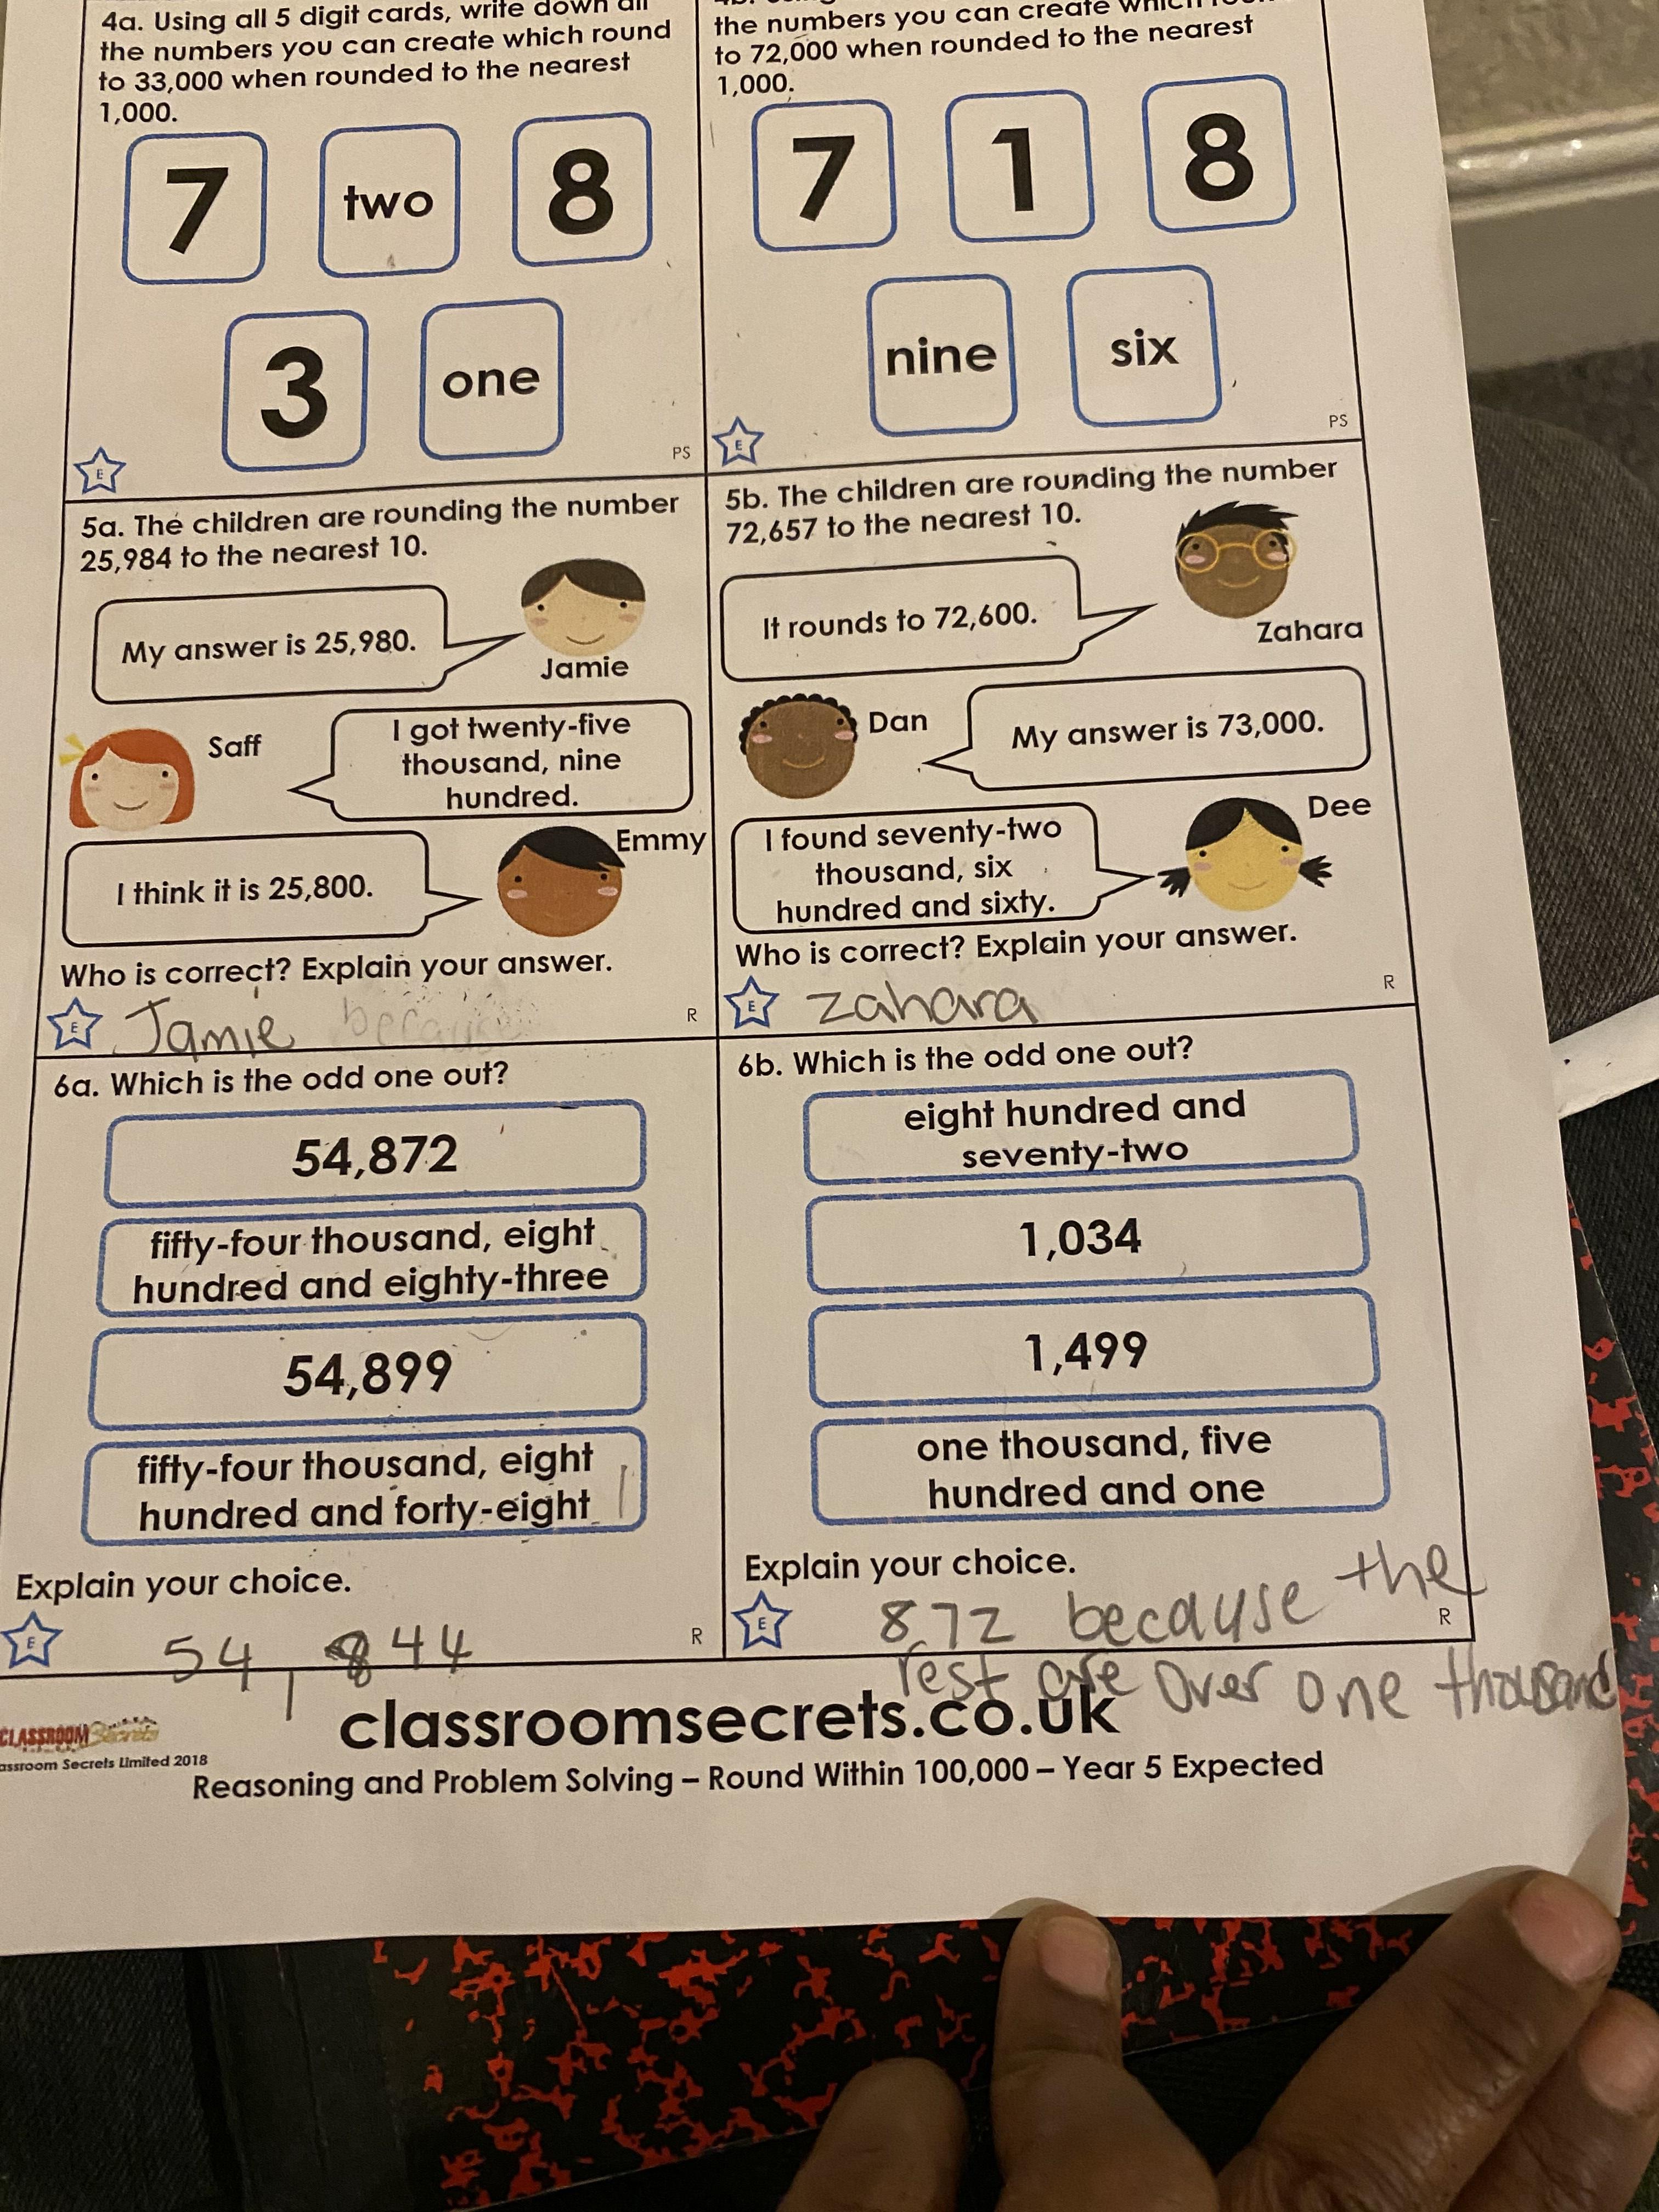 4a. Using all 5 digit cards, write down all
the numbers you can create which round
to 33,000 when rounded to the nearest
1,000.
7
two
8
3
one
E
PS
the numbers you can create which
to 72,000 when rounded to the nearest
1,000.
7
1
8
nine
six
E
PS
5a. The children are rounding the number
25,984 to the nearest 10.
My answer is 25,980.
Jamie
Saff
I got twenty-five
thousand, nine
hundred.
Emmy
I think it is 25,800.
Who is correct? Explain your answer.
E
Jamie because
R
5b. The children are rounding the number
72,657 to the nearest 10.
It rounds to 72,600.
Zahara
Dan
My answer is 73,000.
Dee
I found seventy-two
thousand, six
hundred and sixty.
Who is correct? Explain your answer.
E
zahara
R
6a. Which is the odd one out?
54,872
fifty-four thousand, eight
hundred and eighty-three
54,899
fifty-four thousand, eight
hundred and forty-eight
Explain your choice.
E
54,844
R
6b. Which is the odd one out?
eight hundred and
seventy-two
1,034
1,499
one thousand, five
hundred and one
Explain your choice.
E
872 because the
R
rest are over one thousand
classroomsecrets.co.uk
CLASSROOM Secrets
assroom Secrets Limited 2018
Reasoning and Problem Solving – Round Within 100,000 – Year 5 Expected